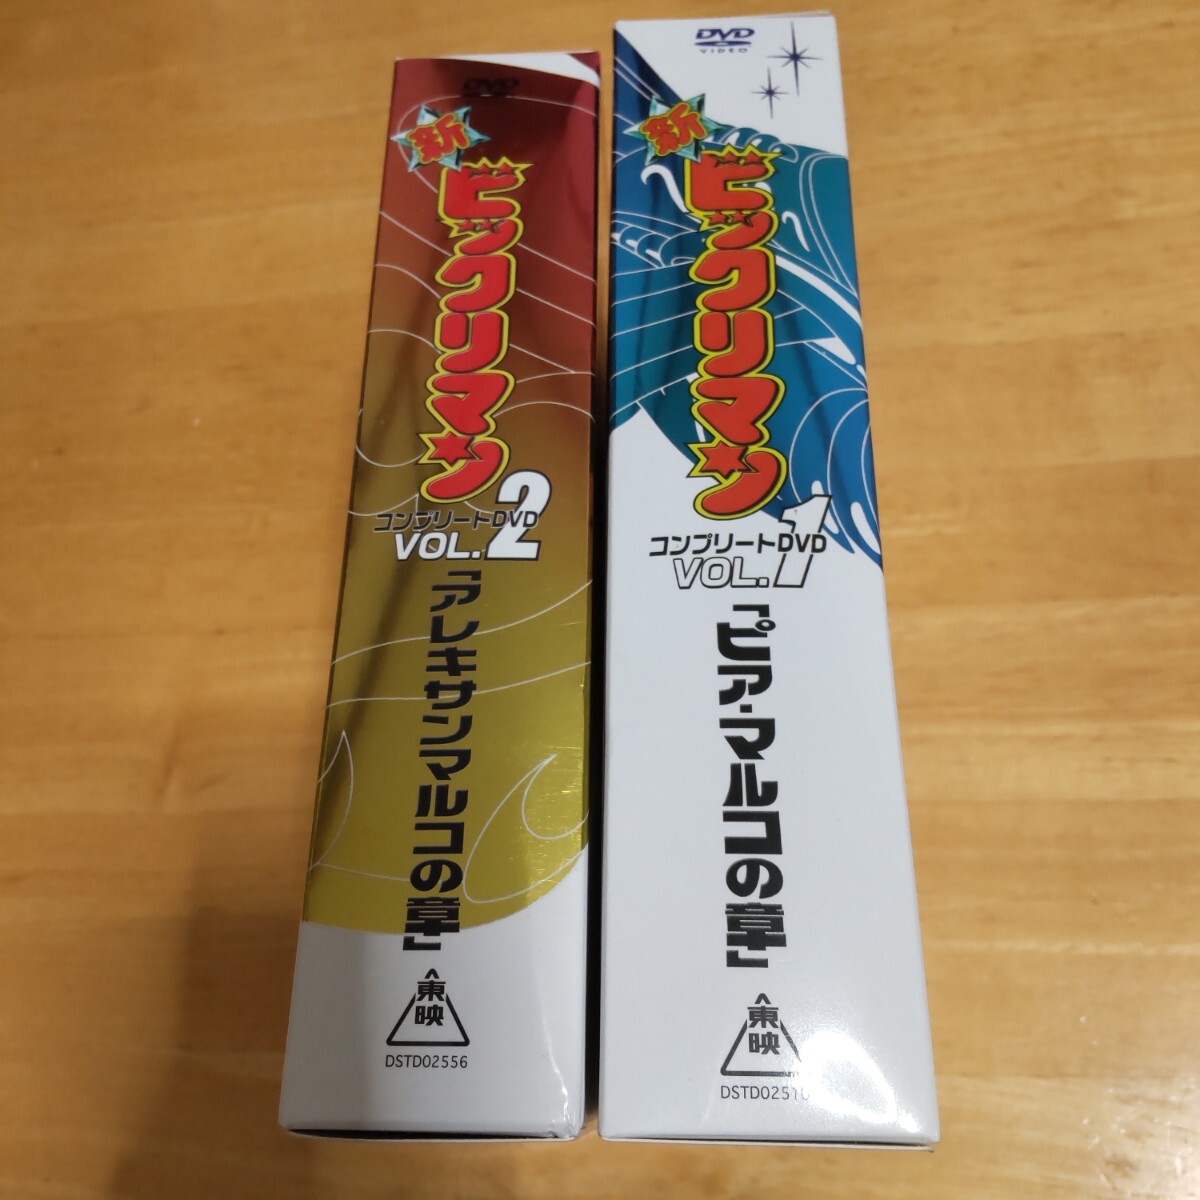 DVD
新
ビックリマン
コンプリートDVD
VOL.2
「アレキサンマルコの章」
東映
DSTD02556
DVD
VIDEO
新
ビックリマン
コンプリートDVD
VOL.1
「ピア・マルコの章」
東映